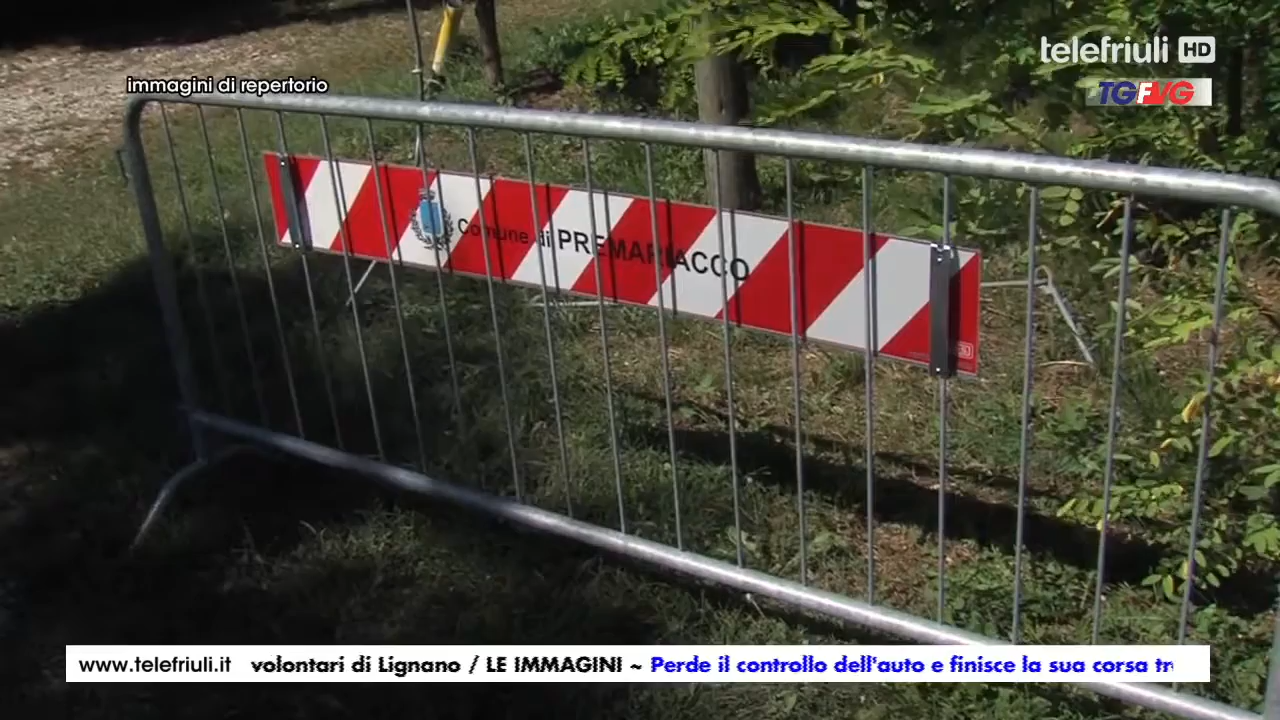 telefriuli HD
immagini di repertorio
TGFVG
Comune di PREMARIACCO
www.telefriuli.it volontari di Lignano / LE IMMAGINI ~ Perde il controllo dell'auto e finisce la sua corsa